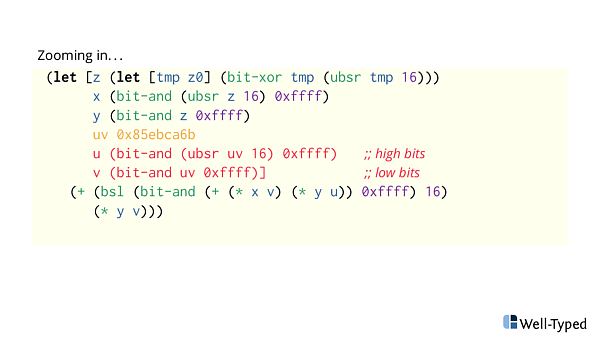 Zooming in...
(let [z (let [tmp z0] (bit-xor tmp (ubsr tmp 16)))
x (bit-and (ubsr z 16) 0xffff)
y (bit-and z 0xffff)
uv 0x85ebca6b
u (bit-and (ubsr uv 16) 0xffff) ;; high bits
v (bit-and uv 0xffff)] ;; low bits
(+ (bsl (bit-and (+ (* x v) (* y u)) 0xffff) 16)
(* y v)))
Well-Typed